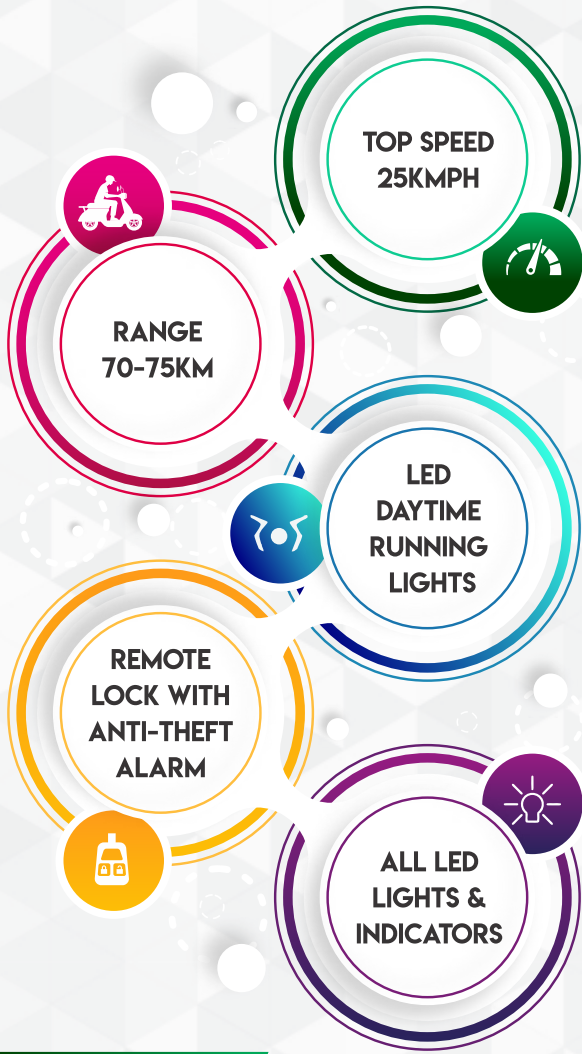 TOP SPEED
25KMPH
RANGE
70-75KM
LED
DAYTIME
RUNNING
LIGHTS
REMOTE
LOCK WITH
ANTI-THEFT
ALARM
ALL LED
LIGHTS &
INDICATORS